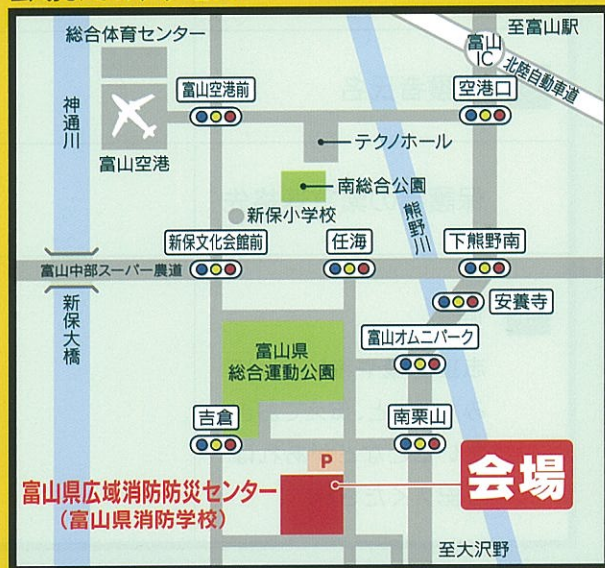 総合体育センター
至富山駅
富山
IC
北陸自動車道
富山空港前
空港口
神通川
富山空港
テクノホール
南総合公園
新保小学校
熊野川
新保文化会館前
任海
下熊野南
富山中部スーパー農道
安養寺
新保大橋
富山オムニパーク
富山県
総合運動公園
吉倉
南栗山
P
会場
富山県広域消防防災センター
（富山県消防学校）
至大沢野